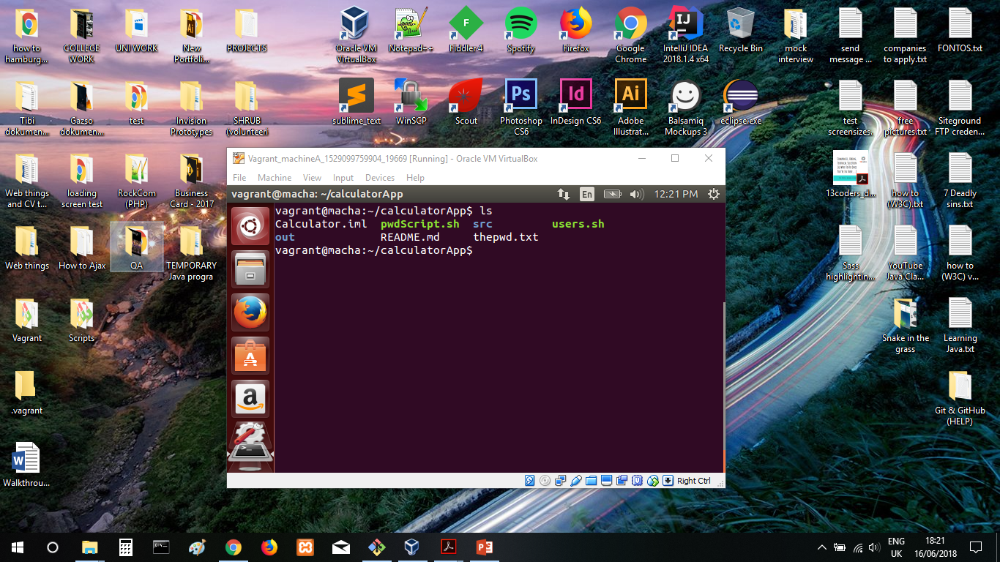 how to hamburg...
COLLEGE WORK
UNI WORK
New Portfoli...
PROJECTS
Oracle VM VirtualBox
Notepad++
Fiddler 4
Spotify
Firefox
Google Chrome
IntelliJ IDEA 2018.1.4 x64
Recycle Bin
mock interview
send message ...
companies to apply.txt
FONTOS.txt
Tibi dokumen...
Gazso dokumen...
test
Invision Prototypes
SHRUB (volunteeri
sublime_text
WinSCP
Scout
Photoshop CS6
InDesign CS6
Adobe Illustrat...
Balsamiq Mockups 3
eclipse.exe
test screensizes.
free pictures.txt
Siteground FTP creden...
Web things and CV t...
loading screen test
RockCom (PHP)
Business Card - 2017
13coders_d...
how to (W3C).txt
7 Deadly sins.txt
Web things
How to Ajax
QA
TEMPORARY Java progra
Sass highlightin...
YouTube Java Cla...
how to (W3C) v...
Vagrant
Scripts
Snake in the grass
Learning Java.txt
.vagrant
Git & GitHub (HELP)
Walkthrou...
Vagrant_machineA_1529099759904_19669 [Running] - Oracle VM VirtualBox
File Machine View Input Devices Help
vagrant@macha: ~/calculatorApp
En
12:21 PM
vagrant@macha:~/calculatorApp$ ls
Calculator.iml pwdScript.sh src users.sh
out README.md thepwd.txt
vagrant@macha:~/calculatorApp$
Right Ctrl
ENG UK
18:21
16/06/2018